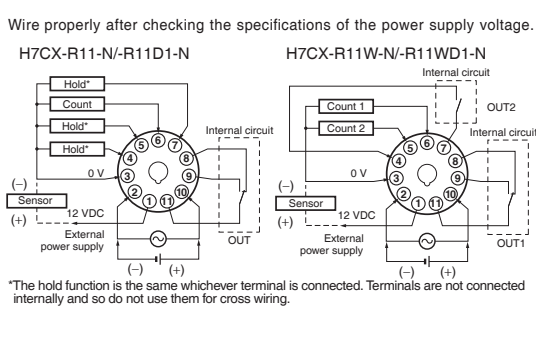 Wire properly after checking the specifications of the power supply voltage.
H7CX-R11-N/-R11D1-N
Hold*
Count
Hold*
Hold*
Internal circuit
5 6 7
4 8
3 9
2 10
1 11
0 V
(−)
Sensor
(+)
12 VDC
External
power supply
OUT
(−) (+)
H7CX-R11W-N/-R11WD1-N
Internal circuit
OUT2
Count 1
Count 2
Internal circuit
5 6 7
4 8
3 9
2 10
1 11
0 V
(−)
Sensor
(+)
12 VDC
External
power supply
OUT1
(−) (+)
*The hold function is the same whichever terminal is connected. Terminals are not connected
internally and so do not use them for cross wiring.